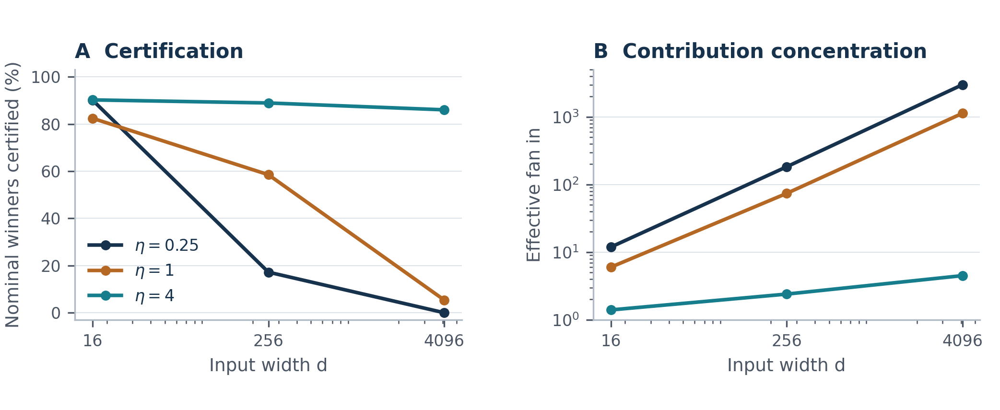 A Certification
Nominal winners certified (%)
100
80
60
40
20
0
η = 0.25
η = 1
η = 4
16 256 4096
Input width d
B Contribution concentration
Effective fan in
10³
10²
10¹
10⁰
16 256 4096
Input width d